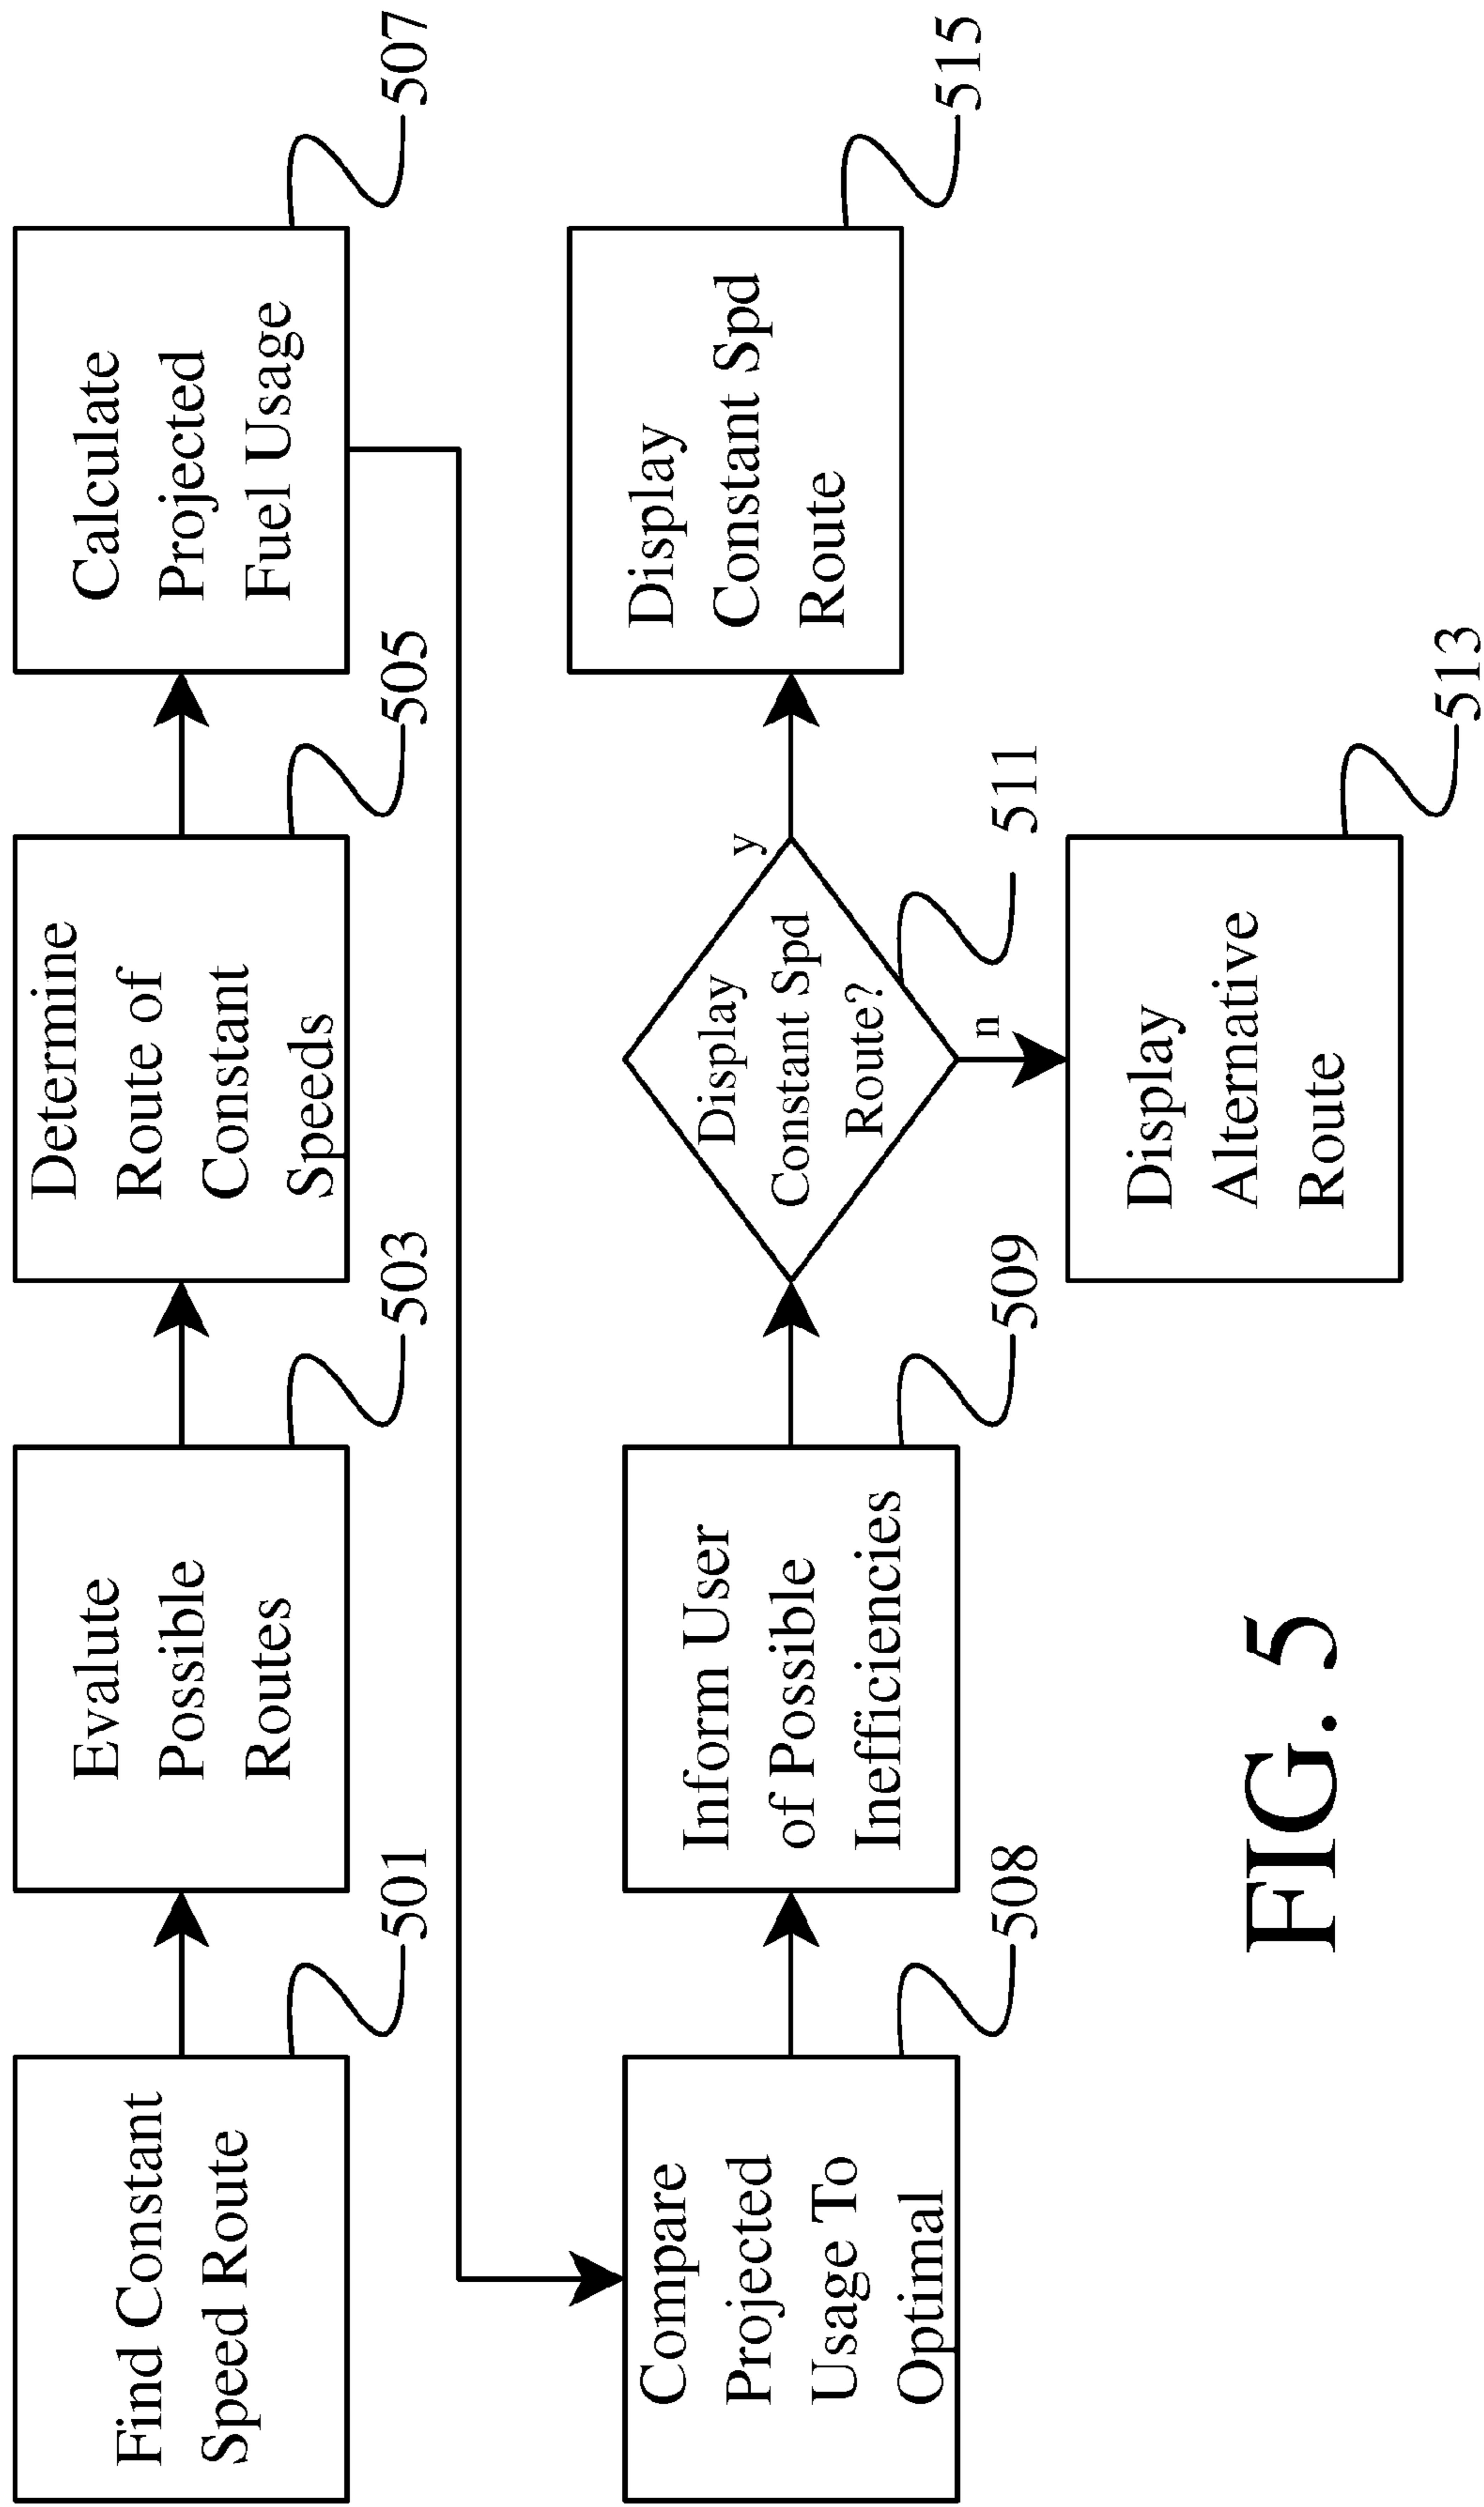 Find Constant
Speed Route
501
Evalute
Possible
Routes
503
Determine
Route of
Constant
Speeds
505
Calculate
Projected
Fuel Usage
507
Compare
Projected
Usage To
Optimal
508
Inform User
of Possible
Inefficiencies
509
Display
Constant Spd
Route?
511
y
n
Display
Constant Spd
Route
515
Display
Alternative
Route
513
FIG. 5